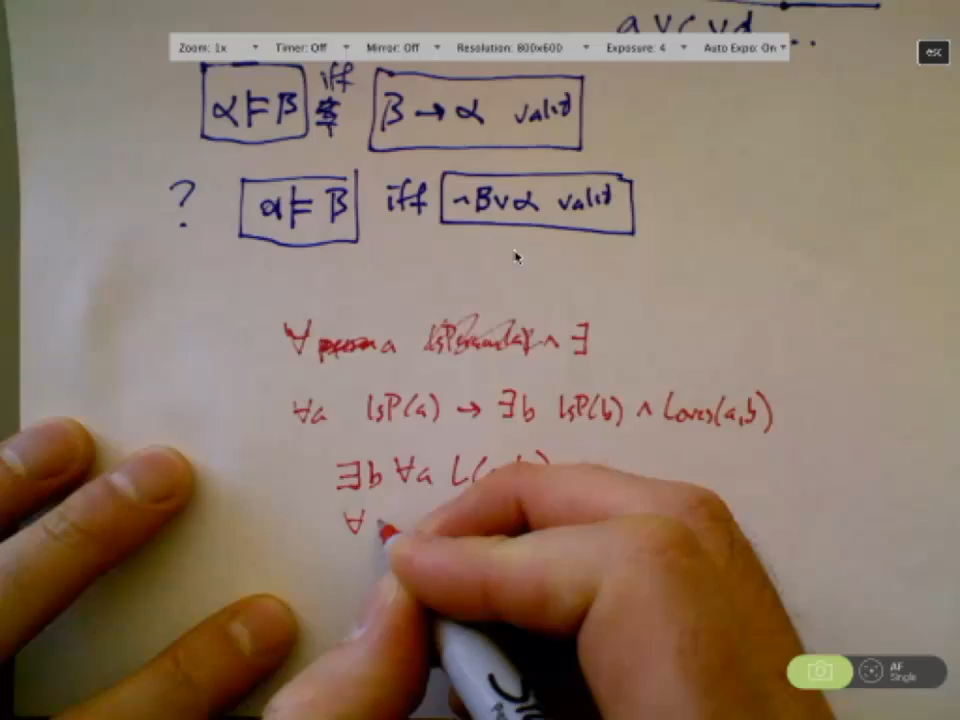 a v c v d ...
Zoom: 1x Timer: Off Mirror: Off Resolution: 800x600 Exposure: 4 Auto Expo: On
esc
α ⊨ β iff β → α valid
? α ⊨ β iff ¬β v α valid
∀ a ∧ ∃
∀a IsP(a) → ∃b IsP(b) ∧ Loves(a,b)
∃b ∀a L(
∀
AF
Single